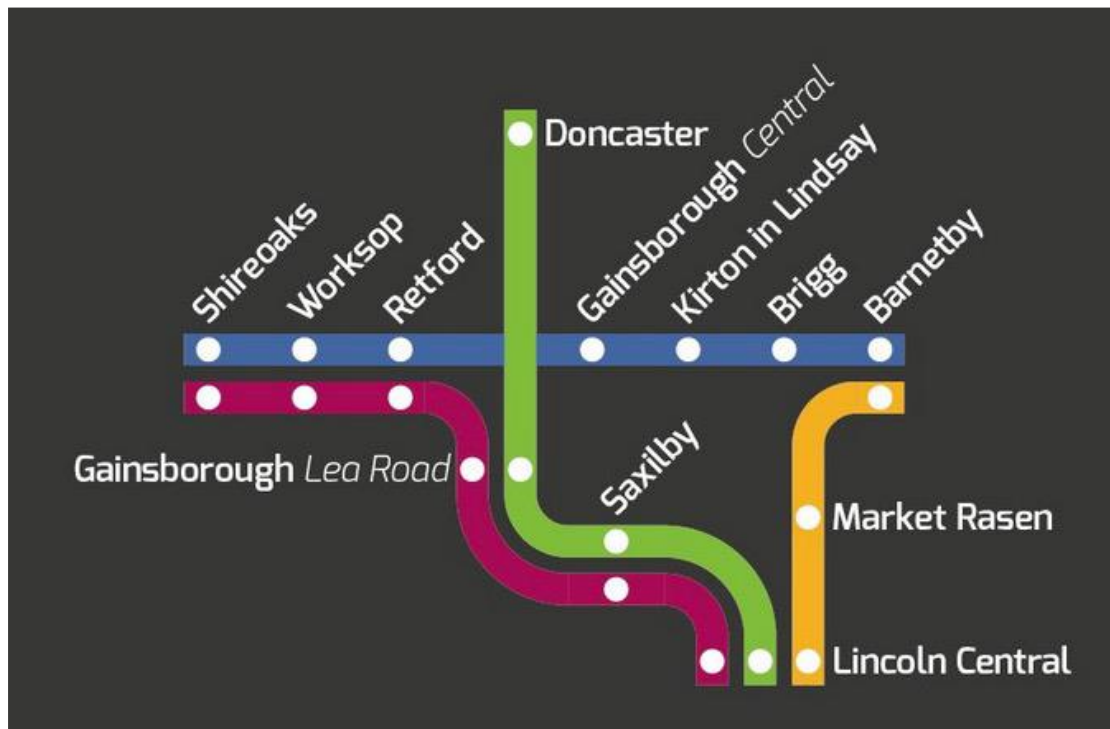 Doncaster
Shireoaks
Worksop
Retford
Gainsborough Central
Kirton in Lindsay
Brigg
Barnetby
Gainsborough Lea Road
Saxilby
Market Rasen
Lincoln Central